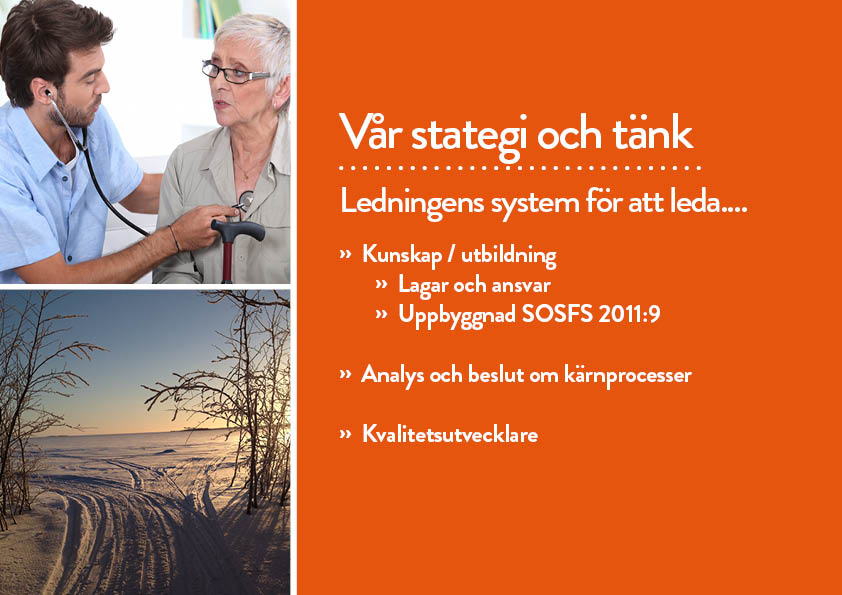 Vår stategi och tänk
Ledningens system för att leda....
» Kunskap / utbildning
» Lagar och ansvar
» Uppbyggnad SOSFS 2011:9
» Analys och beslut om kärnprocesser
» Kvalitetsutvecklare